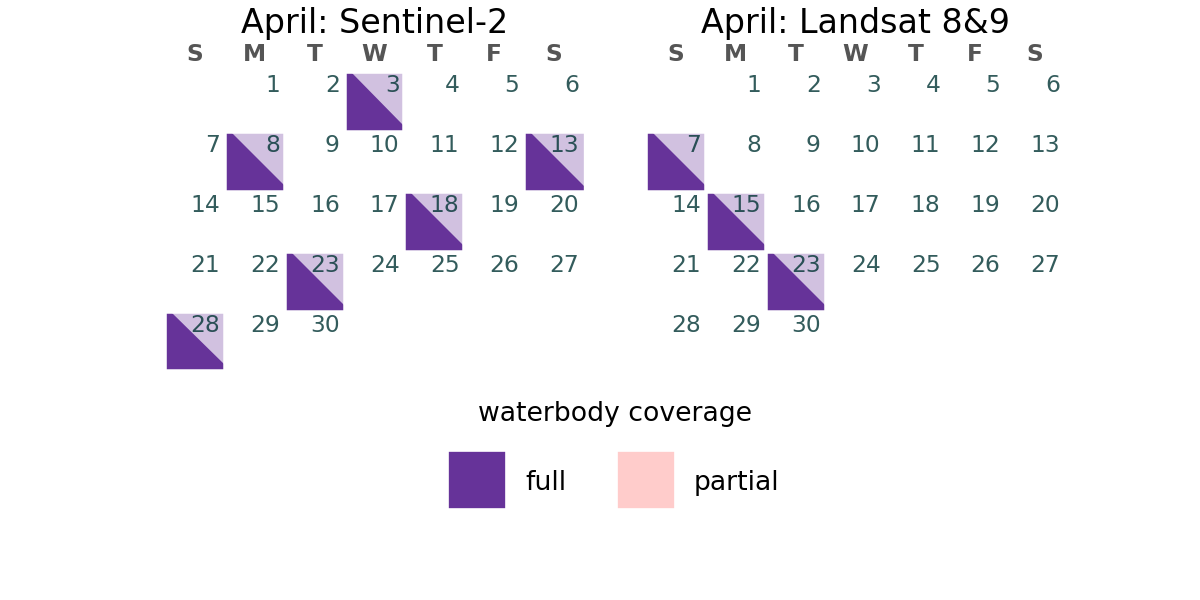 April: Sentinel-2
S M T W T F S
1 2 3 4 5 6
7 8 9 10 11 12 13
14 15 16 17 18 19 20
21 22 23 24 25 26 27
28 29 30
April: Landsat 8&9
S M T W T F S
1 2 3 4 5 6
7 8 9 10 11 12 13
14 15 16 17 18 19 20
21 22 23 24 25 26 27
28 29 30
waterbody coverage
full partial